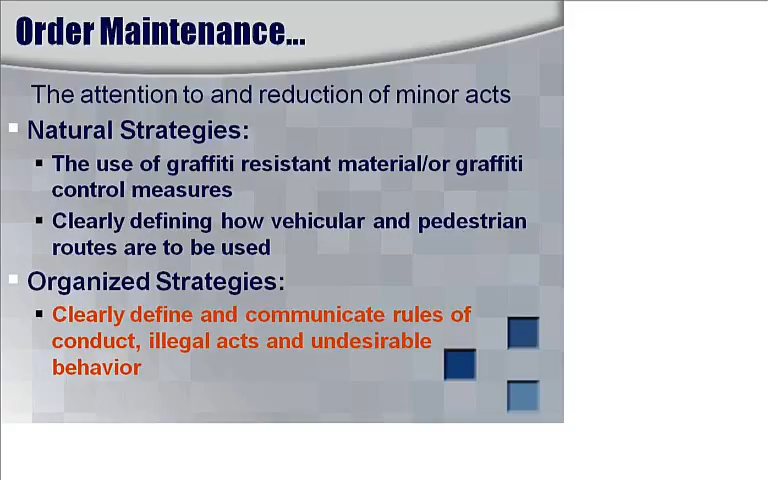 Order Maintenance...
The attention to and reduction of minor acts
Natural Strategies:
The use of graffiti resistant material/or graffiti
control measures
Clearly defining how vehicular and pedestrian
routes are to be used
Organized Strategies:
Clearly define and communicate rules of
conduct, illegal acts and undesirable
behavior